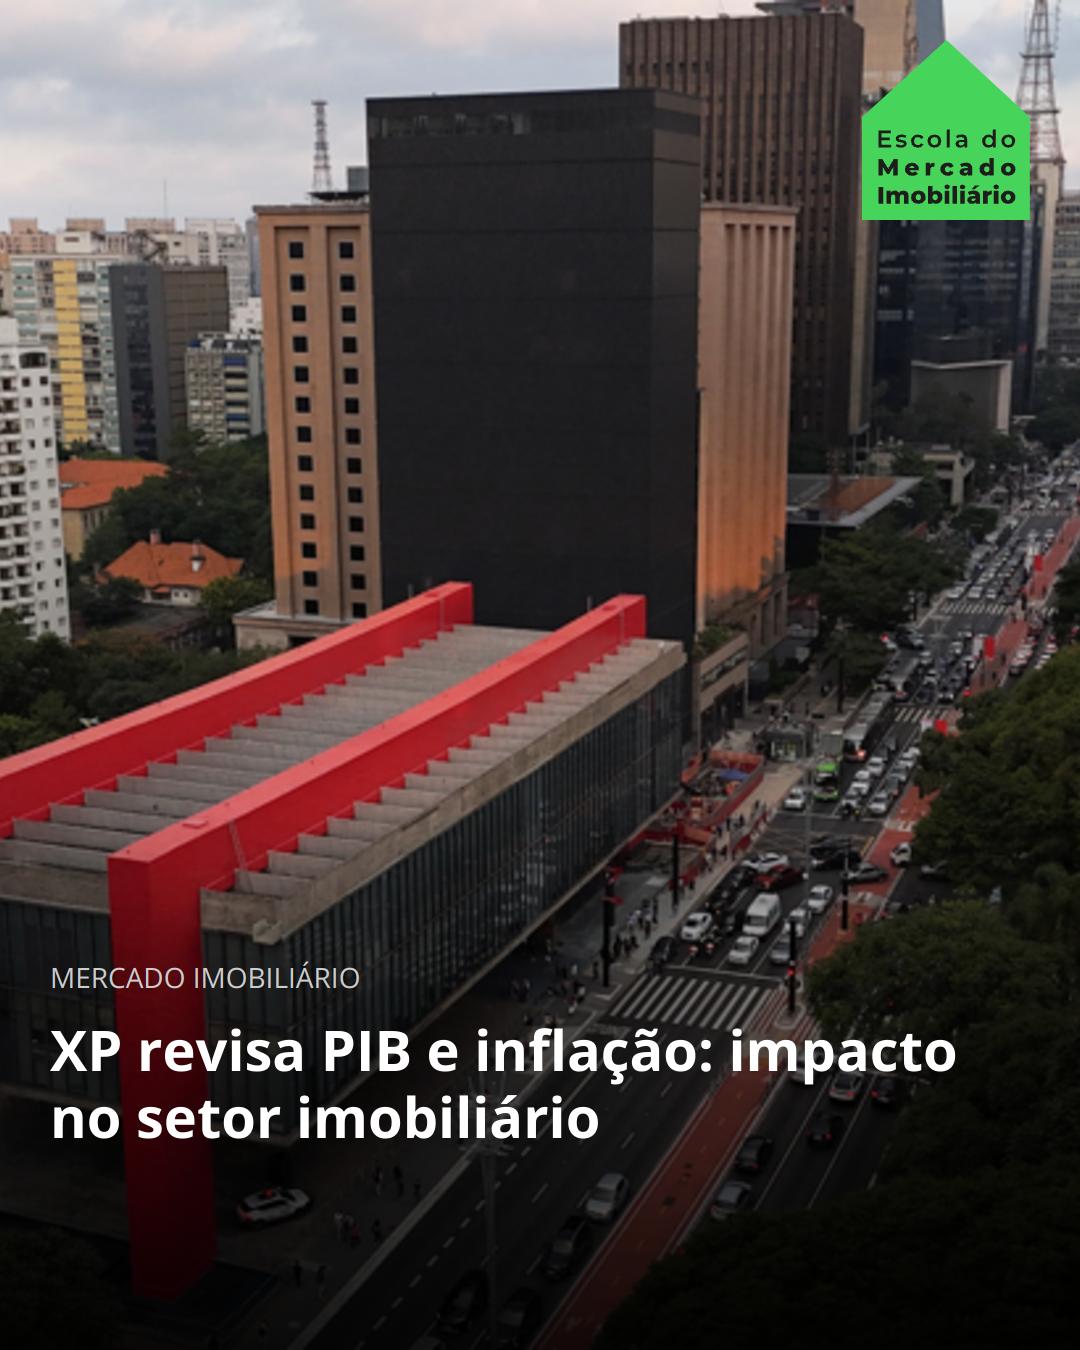 Escola do
Mercado
Imobiliário
MERCADO IMOBILIÁRIO
XP revisa PIB e inflação: impacto
no setor imobiliário